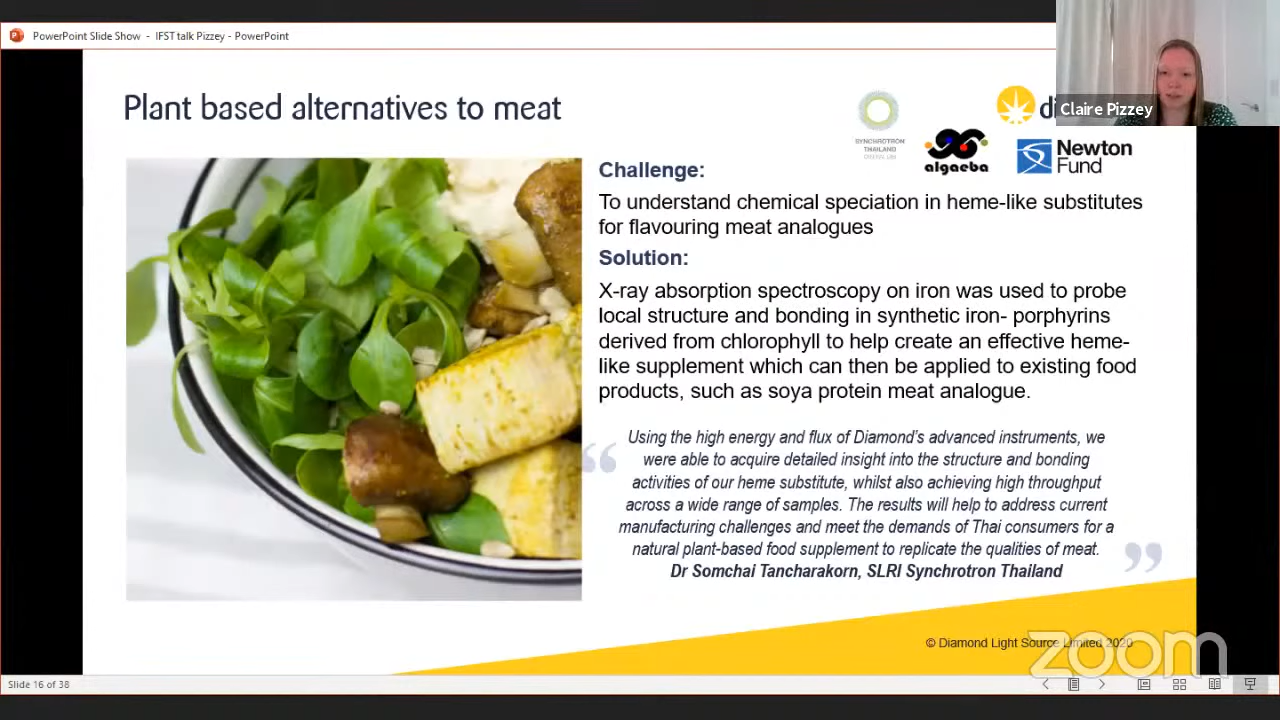 PowerPoint Slide Show - IFST talk Pizzey - PowerPoint
Plant based alternatives to meat
SYNCHROTRON
THAILAND
algaeba
di
Newton
Fund
Claire Pizzey
Challenge:
To understand chemical speciation in heme-like substitutes
for flavouring meat analogues
Solution:
X-ray absorption spectroscopy on iron was used to probe
local structure and bonding in synthetic iron- porphyrins
derived from chlorophyll to help create an effective heme-
like supplement which can then be applied to existing food
products, such as soya protein meat analogue.
“ Using the high energy and flux of Diamond’s advanced instruments, we
were able to acquire detailed insight into the structure and bonding
activities of our heme substitute, whilst also achieving high throughput
across a wide range of samples. The results will help to address current
manufacturing challenges and meet the demands of Thai consumers for a
natural plant-based food supplement to replicate the qualities of meat. ”
Dr Somchai Tancharakorn, SLRI Synchrotron Thailand
© Diamond Light Source Limited 2020
zoom
Slide 16 of 38